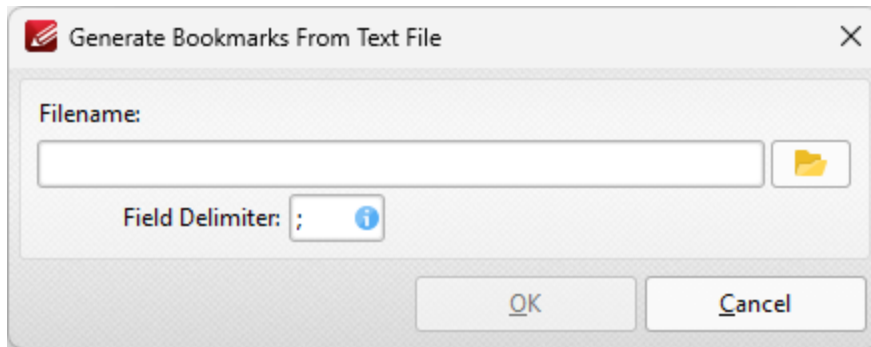 Generate Bookmarks From Text File
Filename:
Field Delimiter: ;
OK Cancel